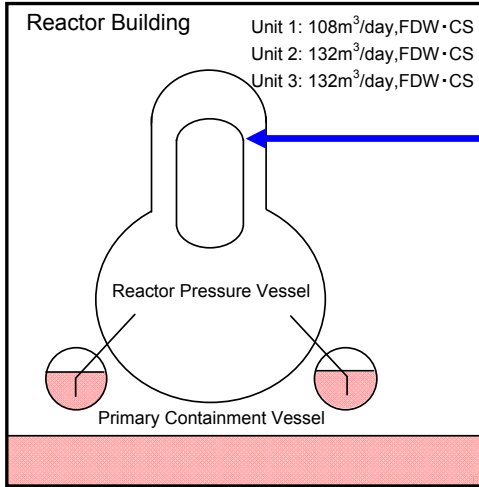 Reactor Building
Unit 1: 108m³/day,FDW・CS
Unit 2: 132m³/day,FDW・CS
Unit 3: 132m³/day,FDW・CS
Reactor Pressure Vessel
Primary Containment Vessel